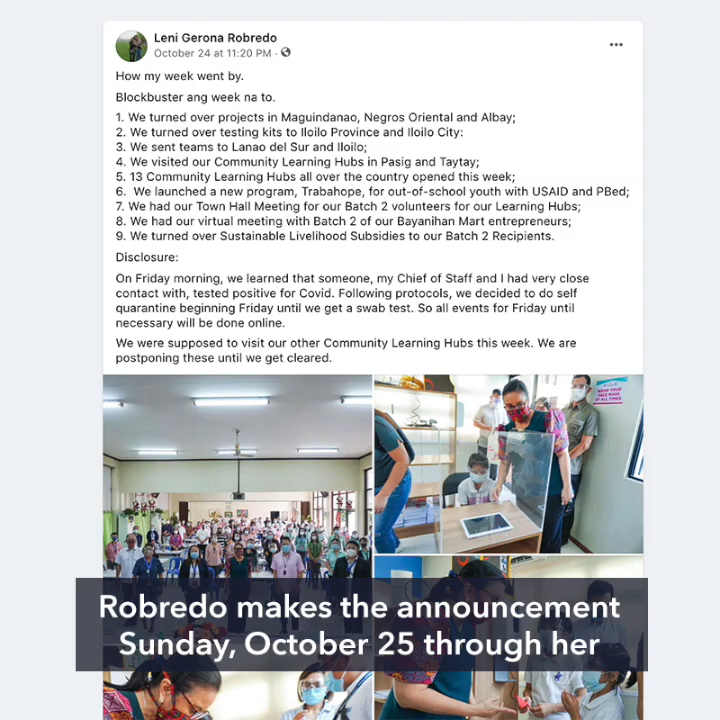 Leni Gerona Robredo
October 24 at 11:20 PM ·
How my week went by.
Blockbuster ang week na to.
1. We turned over projects in Maguindanao, Negros Oriental and Albay;
2. We turned over testing kits to Iloilo Province and Iloilo City:
3. We sent teams to Lanao del Sur and Iloilo;
4. We visited our Community Learning Hubs in Pasig and Taytay;
5. 13 Community Learning Hubs all over the country opened this week;
6. We launched a new program, Trabahope, for out-of-school youth with USAID and PBed;
7. We had our Town Hall Meeting for our Batch 2 volunteers for our Learning Hubs;
8. We had our virtual meeting with Batch 2 of our Bayanihan Mart entrepreneurs;
9. We turned over Sustainable Livelihood Subsidies to our Batch 2 Recipients.
Disclosure:
On Friday morning, we learned that someone, my Chief of Staff and I had very close
contact with, tested positive for Covid. Following protocols, we decided to do self
quarantine beginning Friday until we get a swab test. So all events for Friday until
necessary will be done online.
We were supposed to visit our other Community Learning Hubs this week. We are
postponing these until we get cleared.
WEAR YOUR
FACE MASK
AT ALL TIMES
Robredo makes the announcement
Sunday, October 25 through her